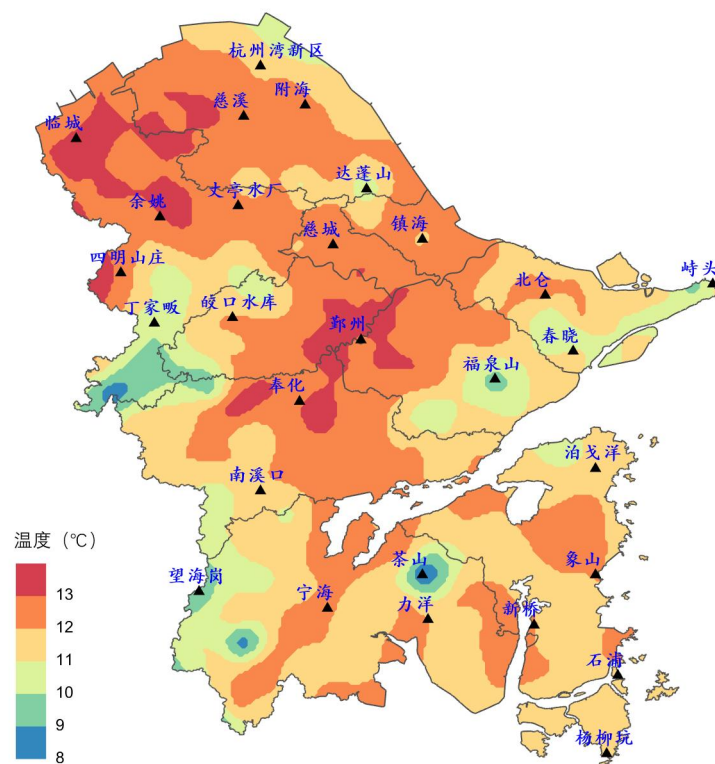 杭州湾新区
附海
慈溪
临城
达蓬山
余姚
丈亭水厂
慈城
镇海
四明山庄
北仑
峙头
丁家畈
皎口水库
鄞州
春晓
福泉山
奉化
泊戈洋
南溪口
温度 (℃)
13
12
11
10
9
8
望海岗
宁海
茶山
力洋
象山
新桥
石浦
杨柳坑